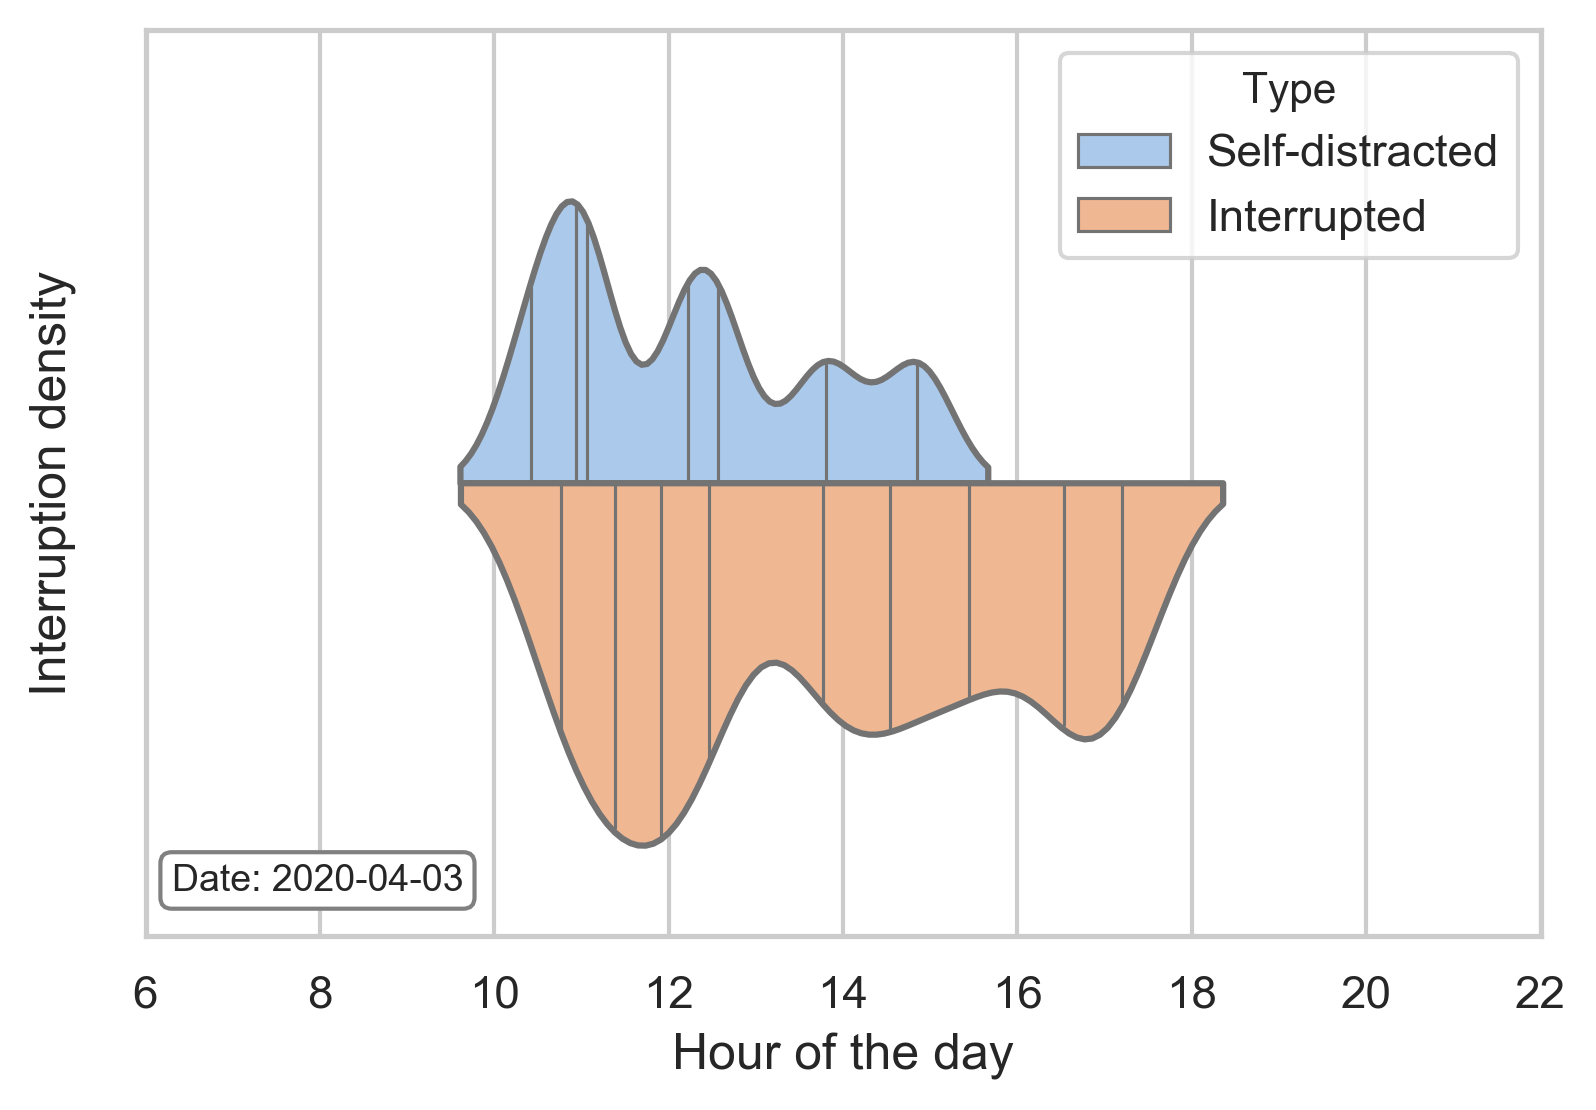 Type
Self-distracted
Interrupted
Interruption density
Date: 2020-04-03
6 8 10 12 14 16 18 20 22
Hour of the day